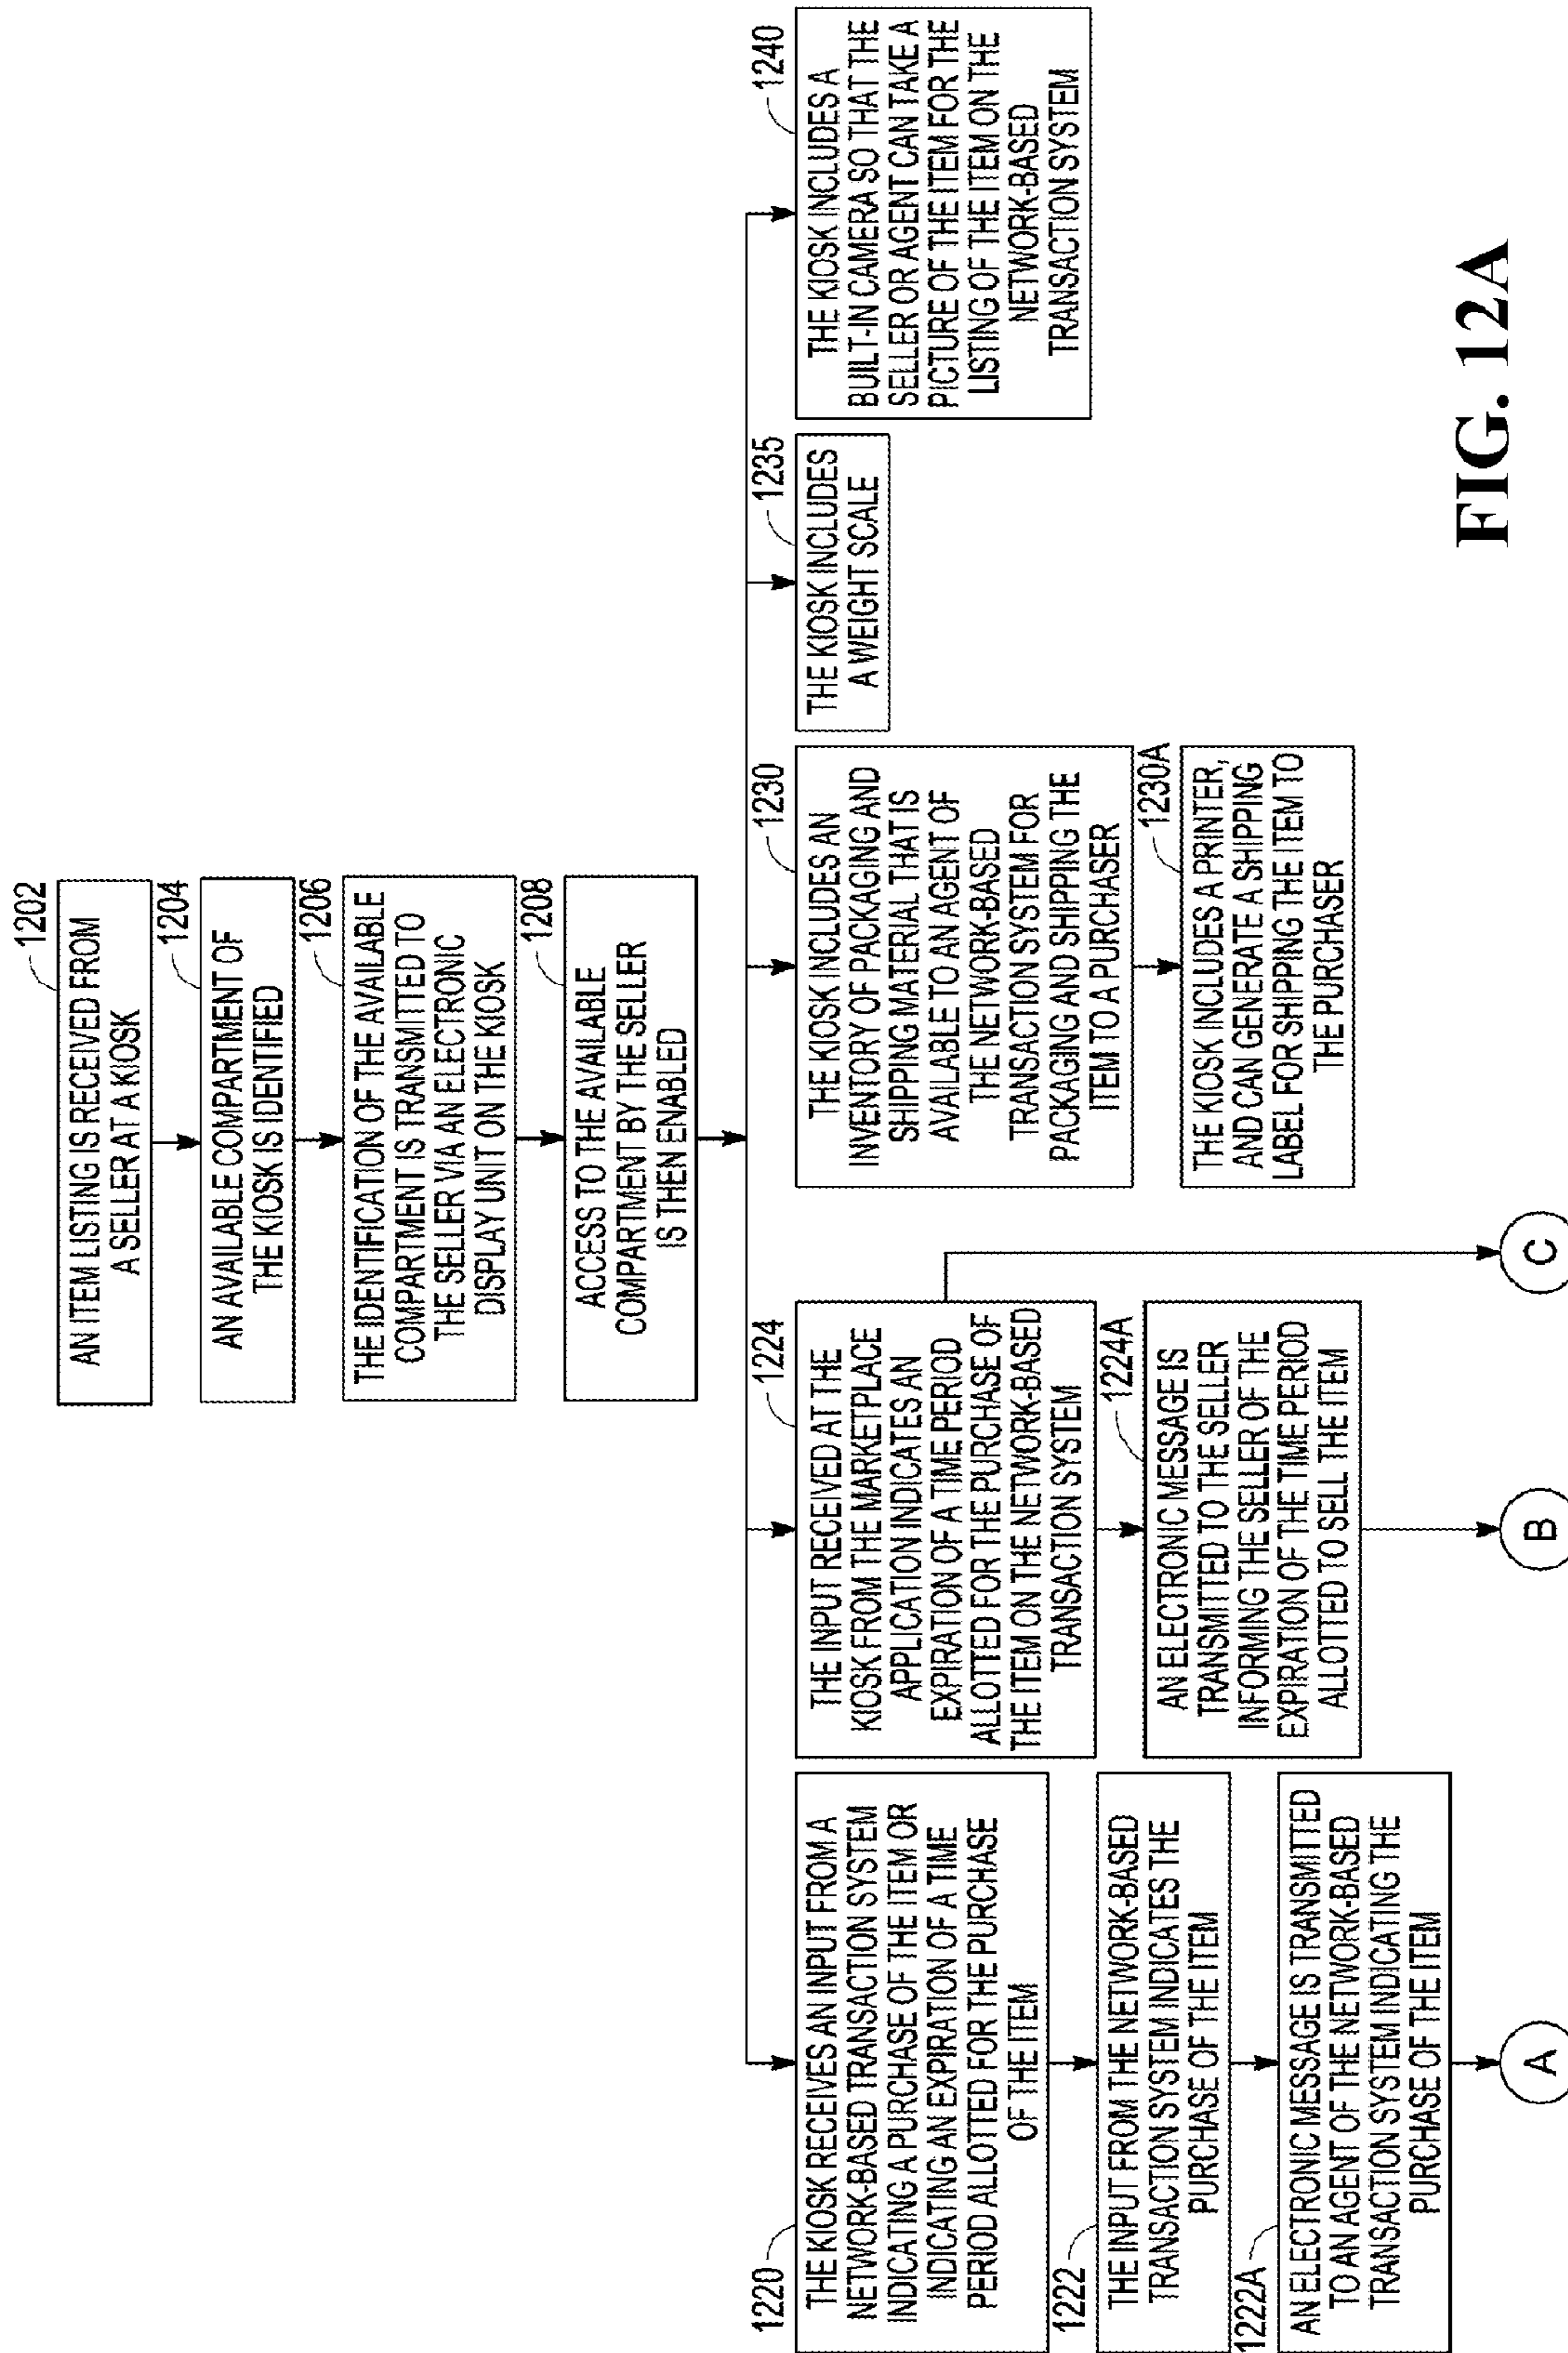 1202
AN ITEM LISTING IS RECEIVED FROM
A SELLER AT A KIOSK
1204
AN AVAILABLE COMPARTMENT OF
THE KIOSK IS IDENTIFIED
1206
THE IDENTIFICATION OF THE AVAILABLE
COMPARTMENT IS TRANSMITTED TO
THE SELLER VIA AN ELECTRONIC
DISPLAY UNIT ON THE KIOSK
1208
ACCESS TO THE AVAILABLE
COMPARTMENT BY THE SELLER
IS THEN ENABLED
1220
THE KIOSK RECEIVES AN INPUT FROM A
NETWORK-BASED TRANSACTION SYSTEM
INDICATING A PURCHASE OF THE ITEM OR
INDICATING AN EXPIRATION OF A TIME
PERIOD ALLOTTED FOR THE PURCHASE
OF THE ITEM
1222
THE INPUT FROM THE NETWORK-BASED
TRANSACTION SYSTEM INDICATES THE
PURCHASE OF THE ITEM
1222A
AN ELECTRONIC MESSAGE IS TRANSMITTED
TO AN AGENT OF THE NETWORK-BASED
TRANSACTION SYSTEM INDICATING THE
PURCHASE OF THE ITEM
A
1224
THE INPUT RECEIVED AT THE
KIOSK FROM THE MARKETPLACE
APPLICATION INDICATES AN
EXPIRATION OF A TIME PERIOD
ALLOTTED FOR THE PURCHASE OF
THE ITEM ON THE NETWORK-BASED
TRANSACTION SYSTEM
1224A
AN ELECTRONIC MESSAGE IS
TRANSMITTED TO THE SELLER
INFORMING THE SELLER OF THE
EXPIRATION OF THE TIME PERIOD
ALLOTTED TO SELL THE ITEM
B
C
1230
THE KIOSK INCLUDES AN
INVENTORY OF PACKAGING AND
SHIPPING MATERIAL THAT IS
AVAILABLE TO AN AGENT OF
THE NETWORK-BASED
TRANSACTION SYSTEM FOR
PACKAGING AND SHIPPING THE
ITEM TO A PURCHASER
1230A
THE KIOSK INCLUDES A PRINTER,
AND CAN GENERATE A SHIPPING
LABEL FOR SHIPPING THE ITEM TO
THE PURCHASER
1235
THE KIOSK INCLUDES
A WEIGHT SCALE
1240
THE KIOSK INCLUDES A
BUILT-IN CAMERA SO THAT THE
SELLER OR AGENT CAN TAKE A
PICTURE OF THE ITEM FOR THE
LISTING OF THE ITEM ON THE
NETWORK-BASED
TRANSACTION SYSTEM
FIG. 12A